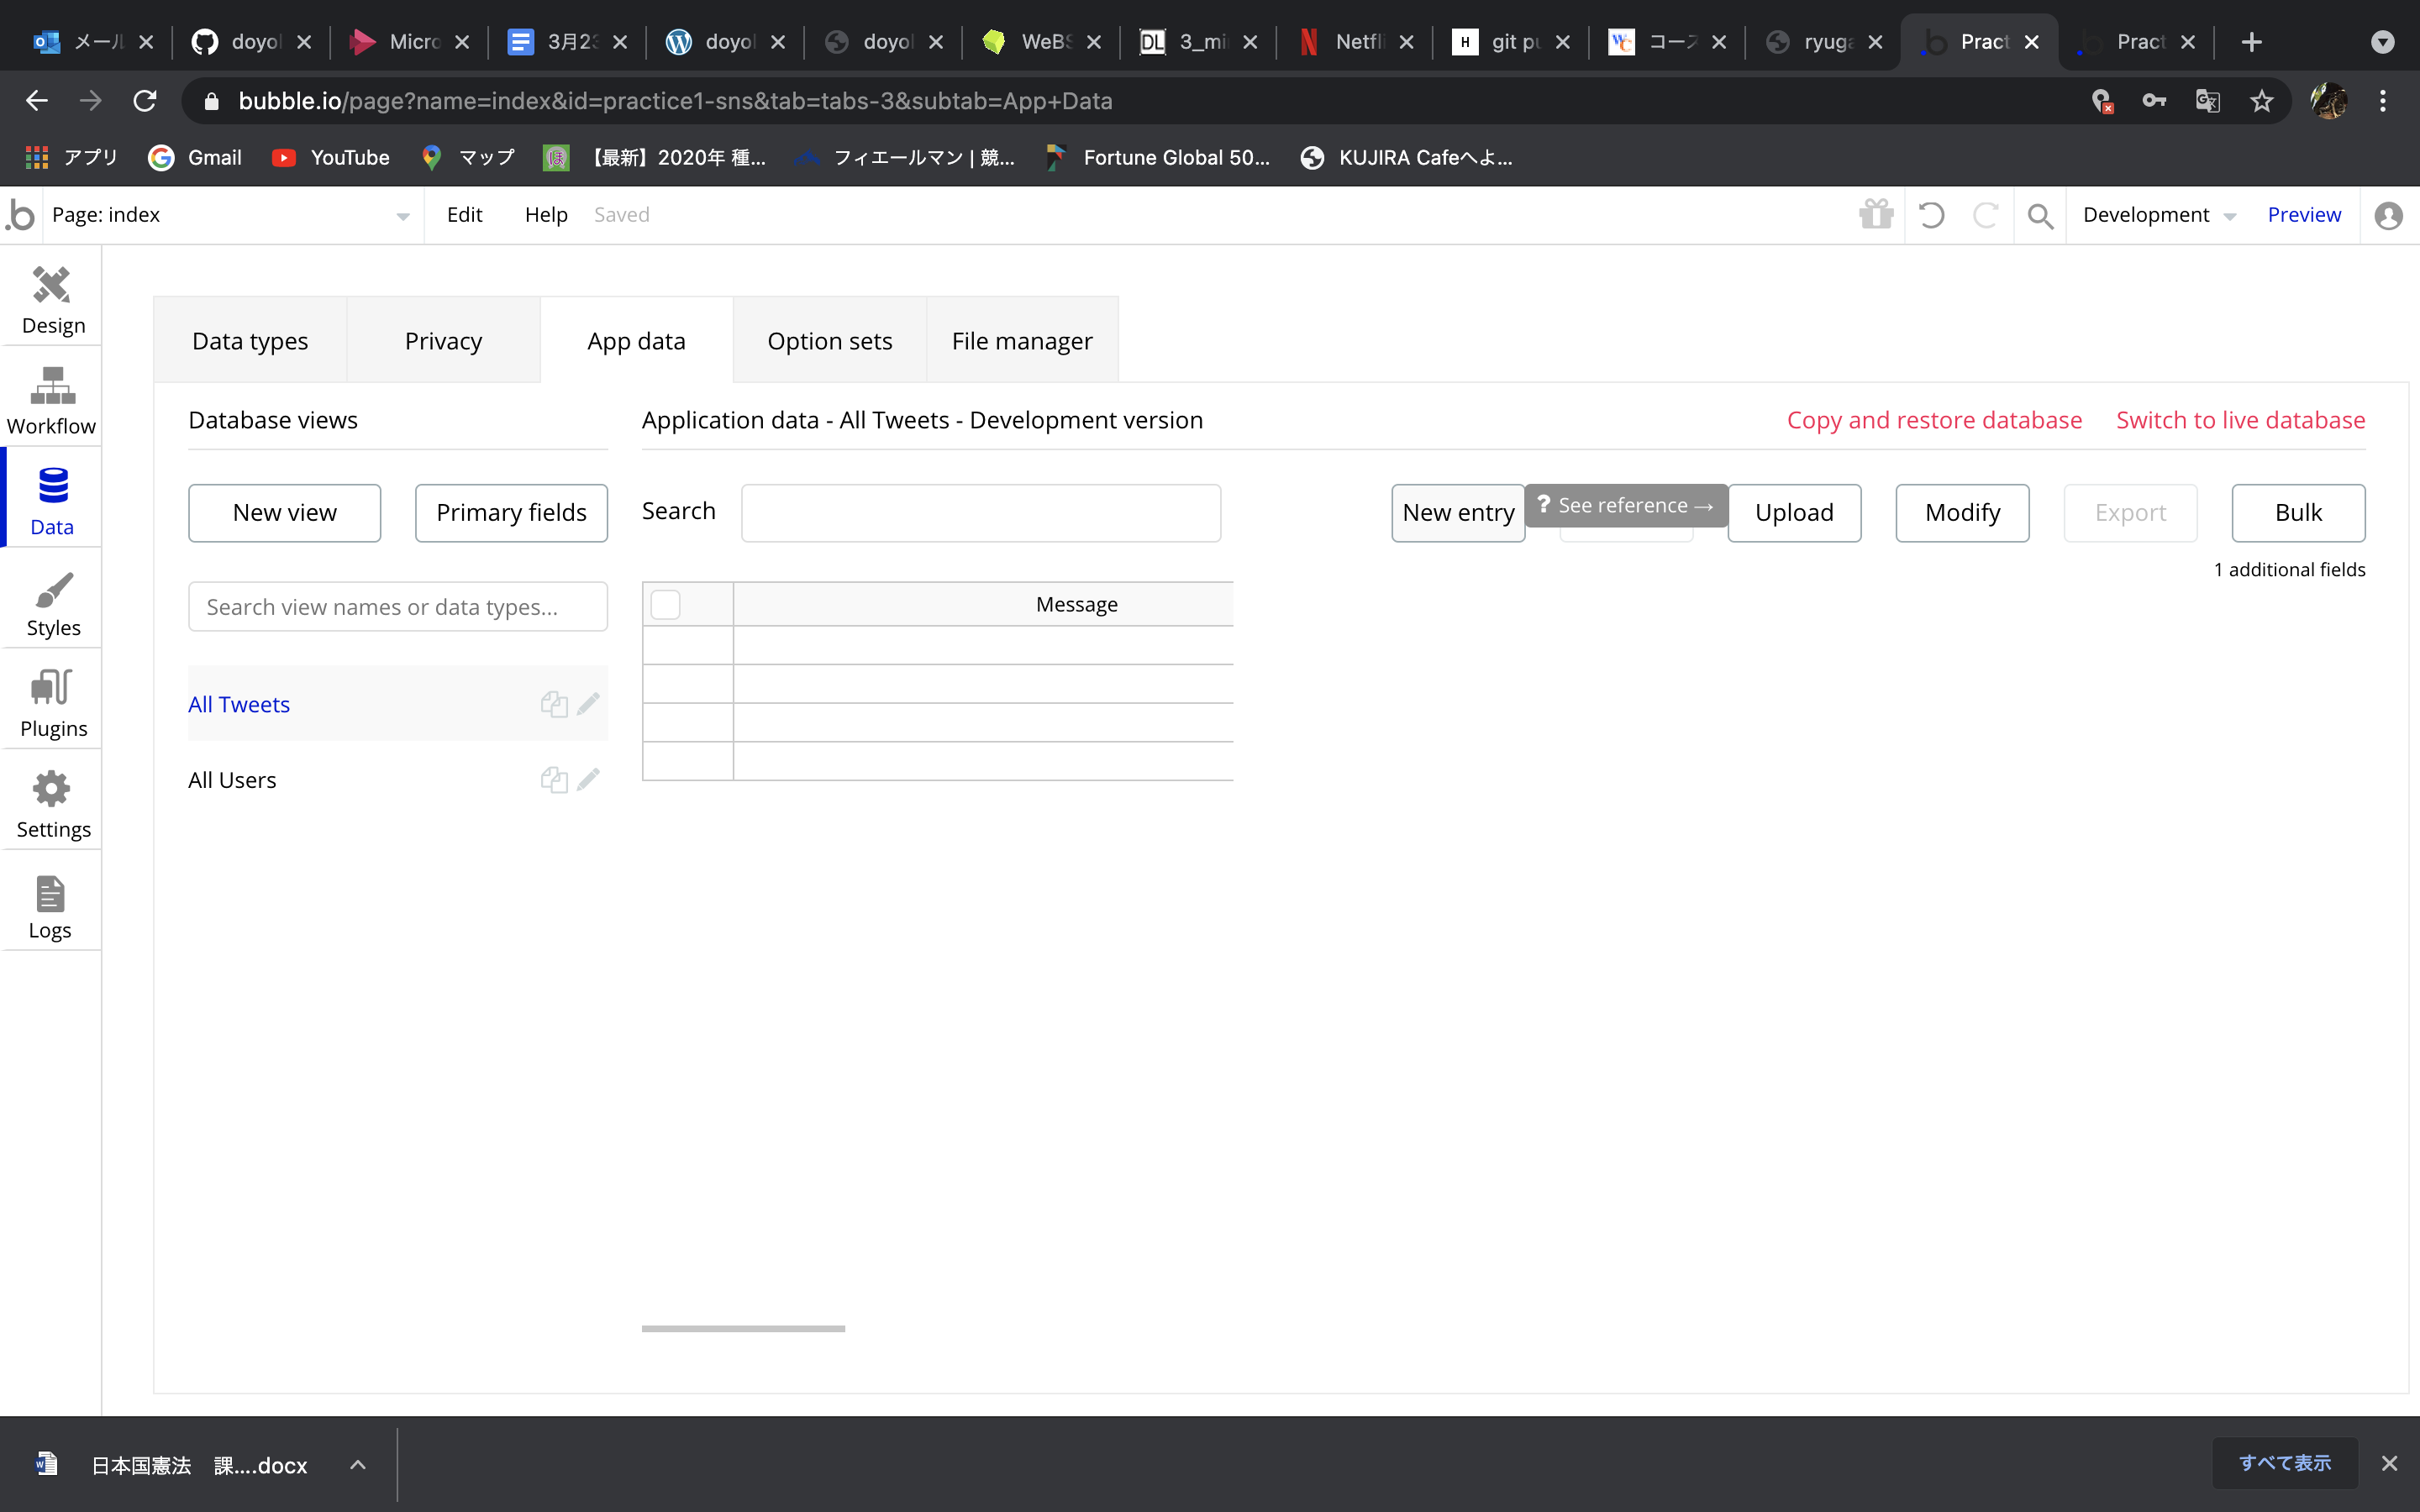 メール
doyol
Micro
3月23
doyol
doyol
WeBS
3_mi
Netfli
git pu
コース
ryuga
Pract
Pract
bubble.io/page?name=index&id=practice1-sns&tab=tabs-3&subtab=App+Data
アプリ
Gmail
YouTube
マップ
【最新】2020年 種...
フィエールマン | 競...
Fortune Global 50...
KUJIRA Cafeへよ...
Page: index
Edit
Help
Saved
Development
Preview
Design
Workflow
Data
Styles
Plugins
Settings
Logs
Data types
Privacy
App data
Option sets
File manager
Database views
Application data - All Tweets - Development version
Copy and restore database
Switch to live database
New view
Primary fields
Search
New entry
? See reference →
Upload
Modify
Export
Bulk
1 additional fields
Search view names or data types...
Message
All Tweets
All Users
日本国憲法 課....docx
すべて表示